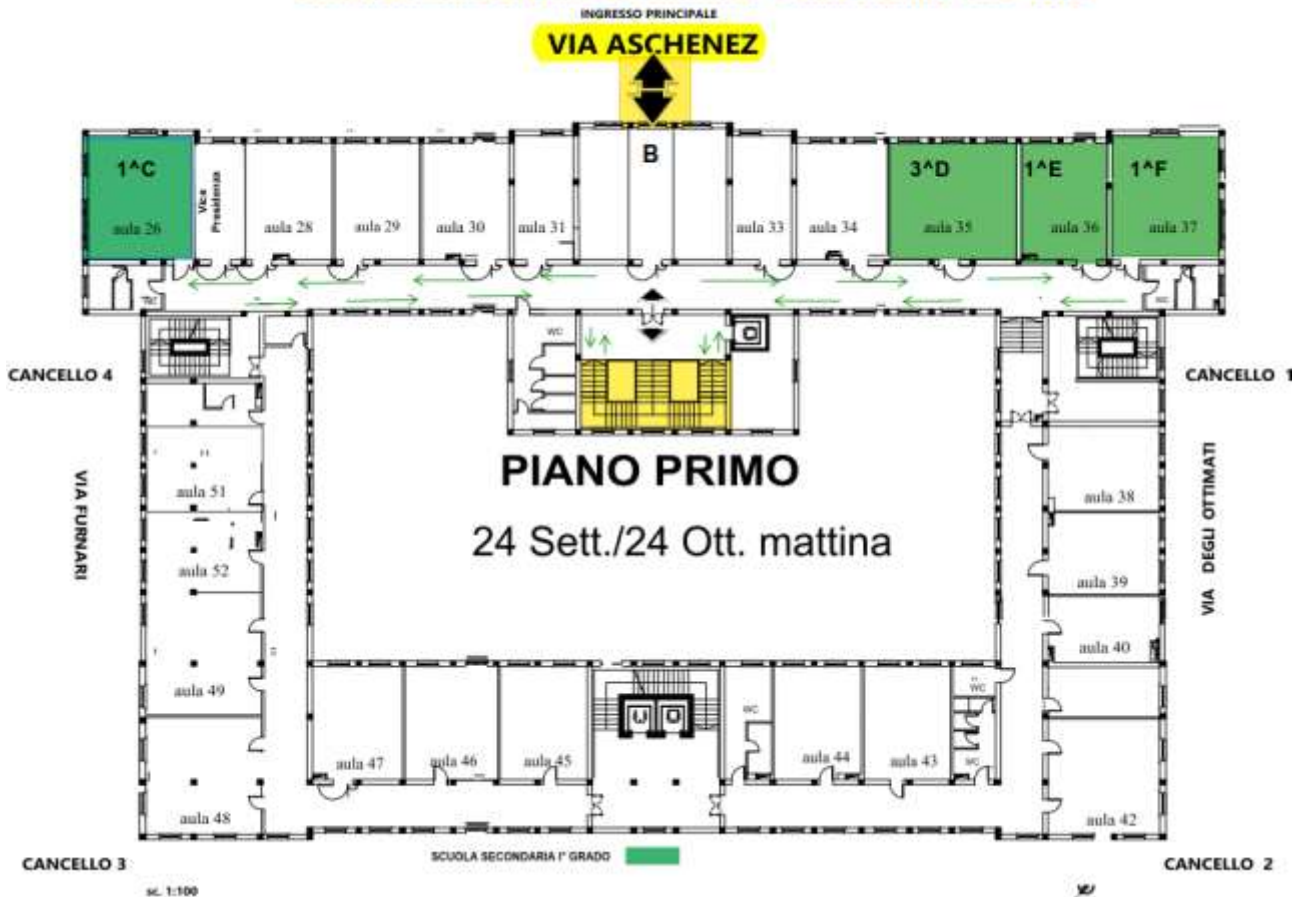 INGRESSO PRINCIPALE
VIA ASCHENEZ
1^C
Vice
Presidenza
B
3^D
1^E
1^F
aula 26
aula 28
aula 29
aula 30
aula 31
aula 33
aula 34
aula 35
aula 36
aula 37
WC
WC
WC
CANCELLO 4
CANCELLO 1
VIA FURNARI
VIA DEGLI OTTIMATI
PIANO PRIMO
24 Sett./24 Ott. mattina
aula 51
aula 52
aula 49
aula 48
aula 38
aula 39
aula 40
aula 42
aula 47
aula 46
aula 45
WC
aula 44
aula 43
WC
WC
SCUOLA SECONDARIA I° GRADO
CANCELLO 3
CANCELLO 2
sc. 1:100